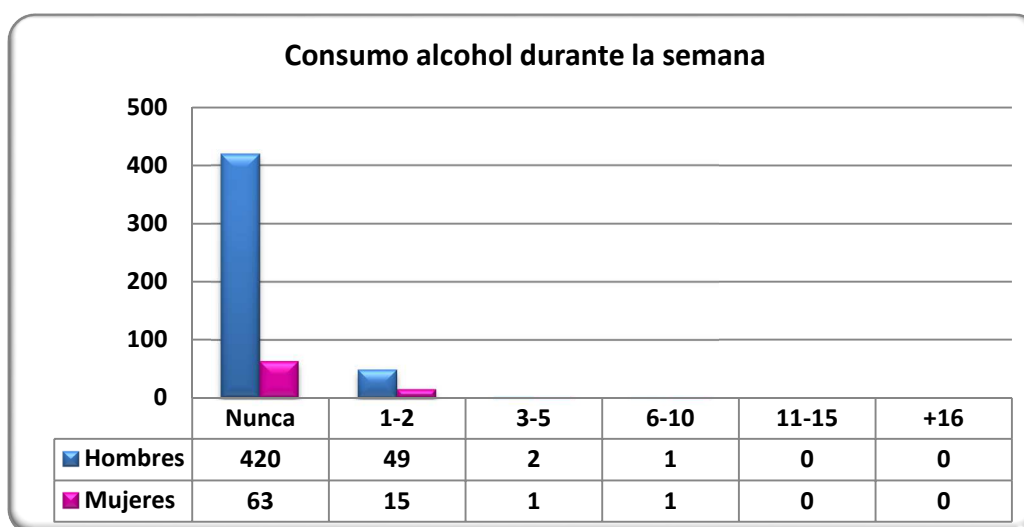 Consumo alcohol durante la semana
500
400
300
200
100
0
Nunca 1-2 3-5 6-10 11-15 +16
Hombres 420 49 2 1 0 0
Mujeres 63 15 1 1 0 0